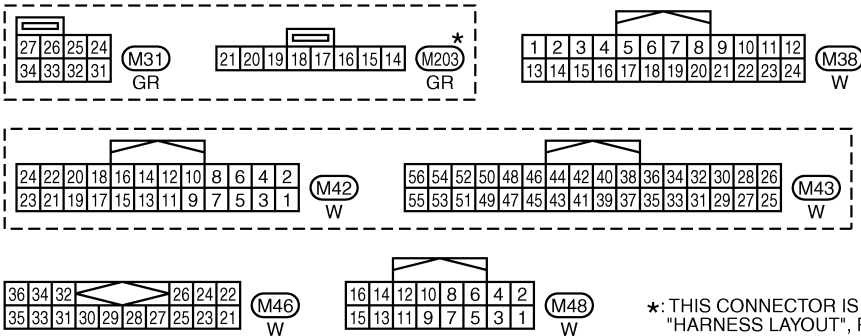 27 26 25 24
34 33 32 31
M31
GR
21 20 19 18 17 16 15 14
*
M203
GR
1 2 3 4 5 6 7 8 9 10 11 12
13 14 15 16 17 18 19 20 21 22 23 24
M38
W
24 22 20 18 16 14 12 10 8 6 4 2
23 21 19 17 15 13 11 9 7 5 3 1
M42
W
56 54 52 50 48 46 44 42 40 38 36 34 32 30 28 26
55 53 51 49 47 45 43 41 39 37 35 33 31 29 27 25
M43
W
36 34 32 26 24 22
35 33 31 30 29 28 27 25 23 21
M46
W
16 14 12 10 8 6 4 2
15 13 11 9 7 5 3 1
M48
W
*: THIS CONNECTOR IS
"HARNESS LAYOUT",